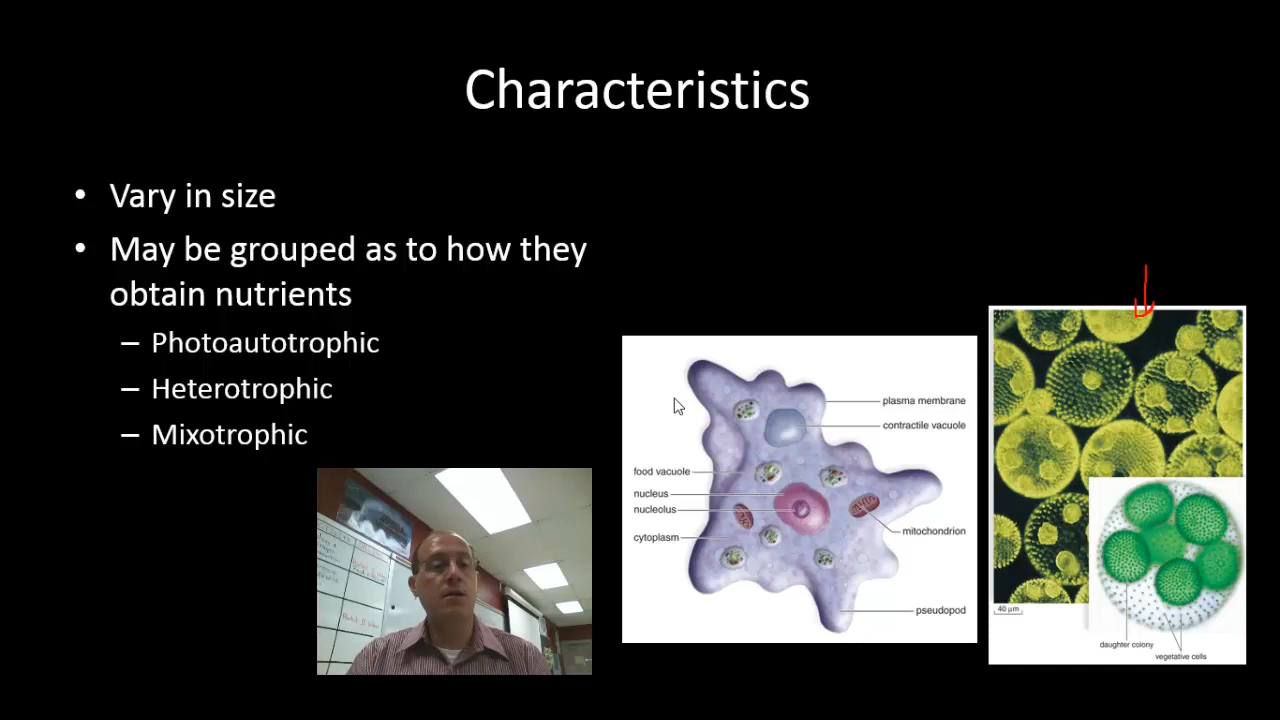 Characteristics
• Vary in size
• May be grouped as to how they
obtain nutrients
– Photoautotrophic
– Heterotrophic
– Mixotrophic
plasma membrane
contractile vacuole
food vacuole
nucleus
nucleolus
cytoplasm
mitochondrion
pseudopod
40 μm
daughter colony
vegetative cells